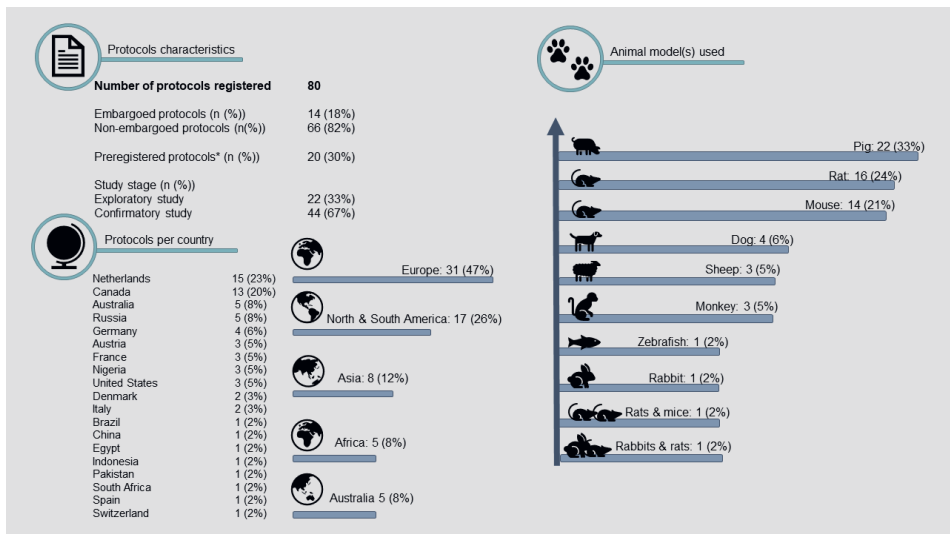 Protocols characteristics
Number of protocols registered 80
Embargoed protocols (n (%)) 14 (18%)
Non-embargoed protocols (n(%)) 66 (82%)
Preregistered protocols* (n (%)) 20 (30%)
Study stage (n (%))
Exploratory study 22 (33%)
Confirmatory study 44 (67%)
Protocols per country
Netherlands 15 (23%)
Canada 13 (20%)
Australia 5 (8%)
Russia 5 (8%)
Germany 4 (6%)
Austria 3 (5%)
France 3 (5%)
Nigeria 3 (5%)
United States 3 (5%)
Denmark 2 (3%)
Italy 2 (3%)
Brazil 1 (2%)
China 1 (2%)
Egypt 1 (2%)
Indonesia 1 (2%)
Pakistan 1 (2%)
South Africa 1 (2%)
Spain 1 (2%)
Switzerland 1 (2%)
Europe: 31 (47%)
North & South America: 17 (26%)
Asia: 8 (12%)
Africa: 5 (8%)
Australia 5 (8%)
Animal model(s) used
Pig: 22 (33%)
Rat: 16 (24%)
Mouse: 14 (21%)
Dog: 4 (6%)
Sheep: 3 (5%)
Monkey: 3 (5%)
Zebrafish: 1 (2%)
Rabbit: 1 (2%)
Rats & mice: 1 (2%)
Rabbits & rats: 1 (2%)